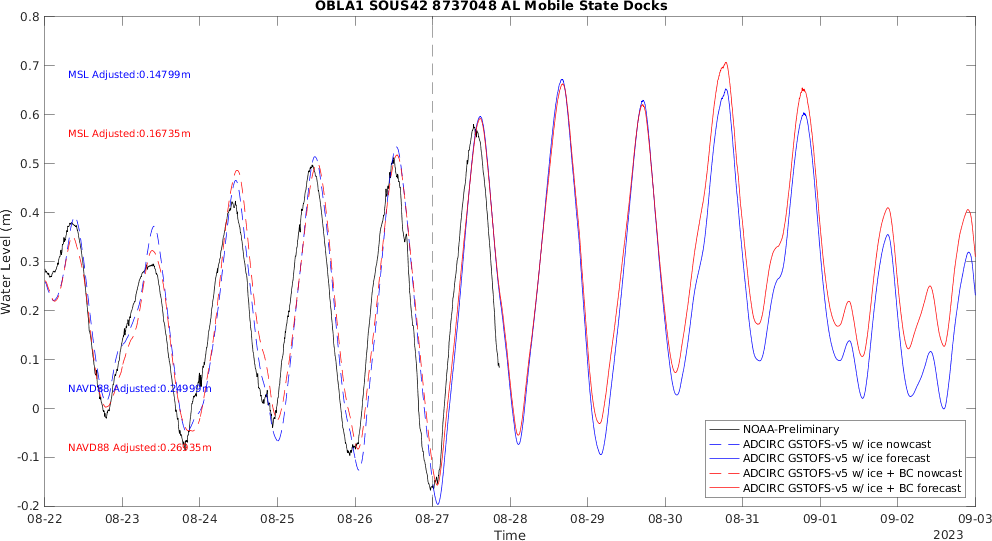 OBLA1 SOUS42 8737048 AL Mobile State Docks
Water Level (m)
0.8
0.7
0.6
0.5
0.4
0.3
0.2
0.1
0
-0.1
-0.2
MSL Adjusted:0.14799m
MSL Adjusted:0.16735m
NAVD88 Adjusted:0.24999m
NAVD88 Adjusted:0.26935m
NOAA-Preliminary
ADCIRC GSTOFS-v5 w/ ice nowcast
ADCIRC GSTOFS-v5 w/ ice forecast
ADCIRC GSTOFS-v5 w/ ice + BC nowcast
ADCIRC GSTOFS-v5 w/ ice + BC forecast
08-22 08-23 08-24 08-25 08-26 08-27 08-28 08-29 08-30 08-31 09-01 09-02 09-03
Time
2023